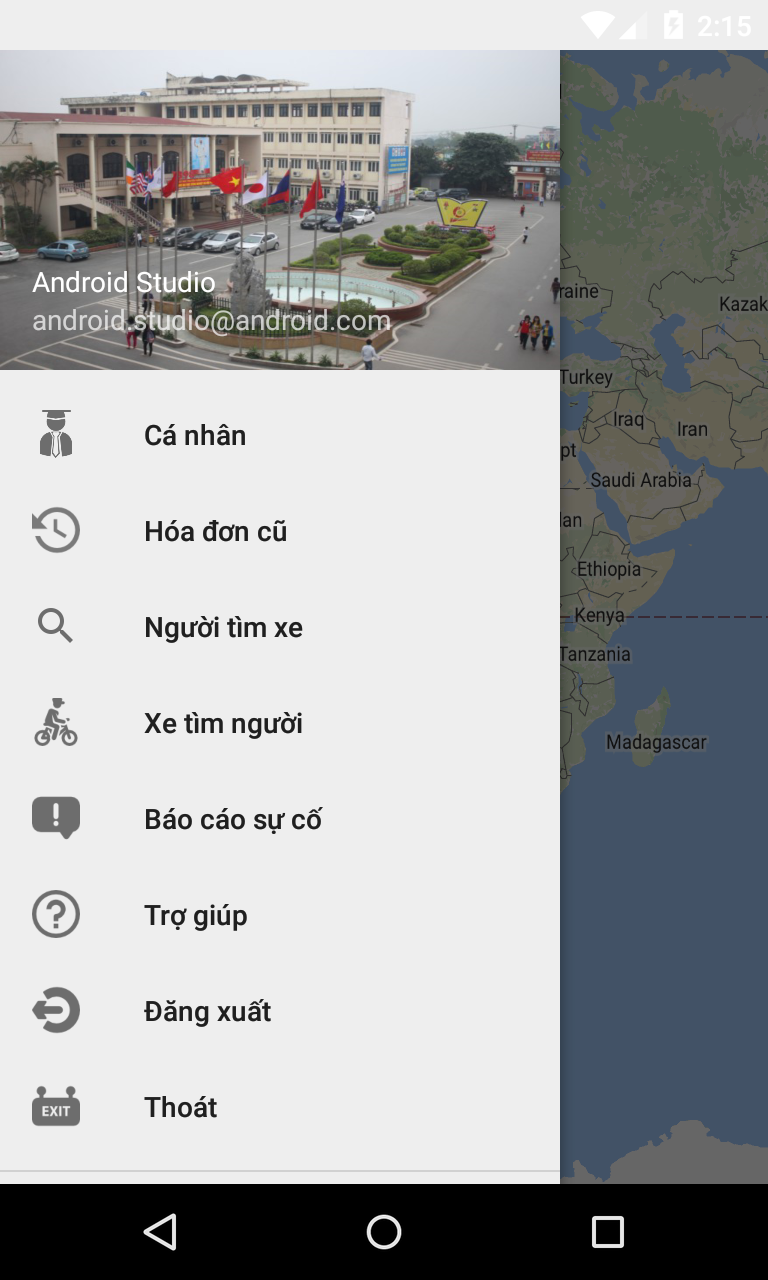 2:15
Android Studio
android.studio@android.com
Cá nhân
Hóa đơn cũ
Người tìm xe
Xe tìm người
Báo cáo sự cố
Trợ giúp
Đăng xuất
EXIT
Thoát
raine
Kazak
Turkey
Iraq
Iran
pt
Saudi Arabia
lan
Ethiopia
Kenya
Tanzania
Madagascar